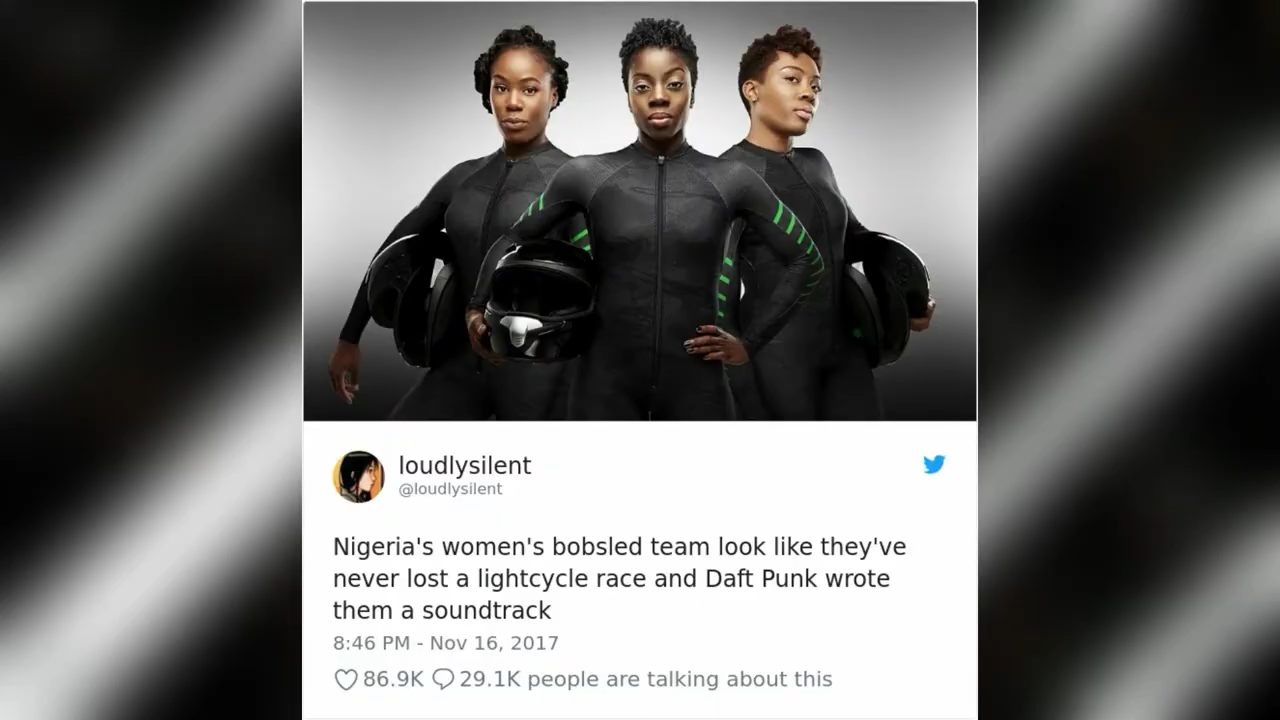 loudlysilent
@loudlysilent
Nigeria's women's bobsled team look like they've
never lost a lightcycle race and Daft Punk wrote
them a soundtrack
8:46 PM - Nov 16, 2017
86.9K 29.1K people are talking about this